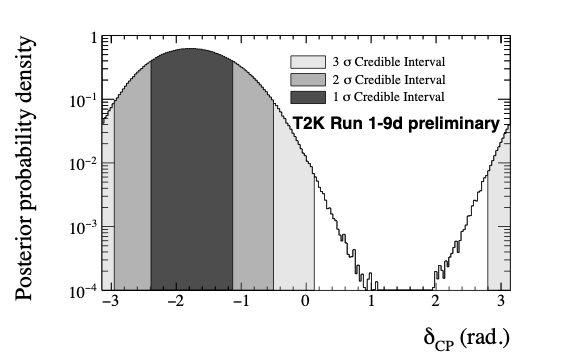 Posterior probability density
1
10⁻¹
10⁻²
10⁻³
10⁻⁴
3 σ Credible Interval
2 σ Credible Interval
1 σ Credible Interval
T2K Run 1-9d preliminary
−3 −2 −1 0 1 2 3
δCP (rad.)